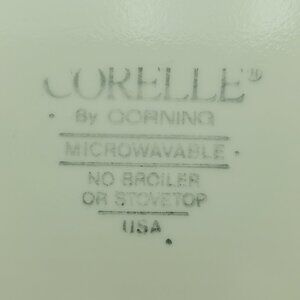 CORELLE®
By CORNING
MICROWAVABLE
NO BROILER
OR STOVETOP
USA